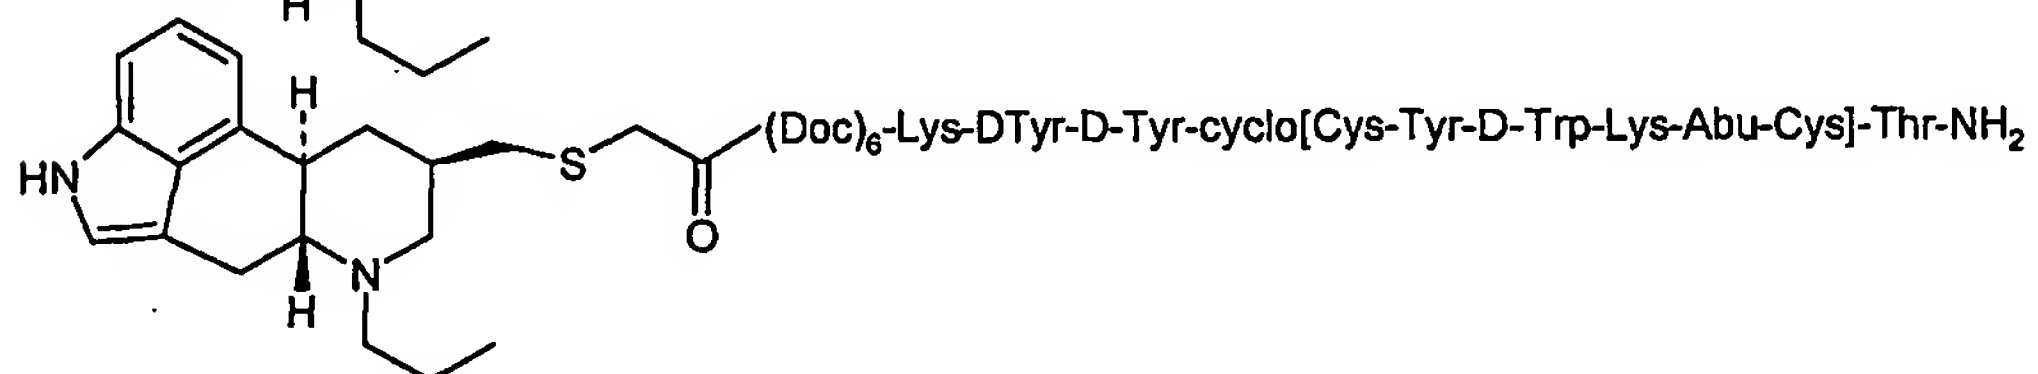 H
H
(Doc)6-Lys-DTyr-D-Tyr-cyclo[Cys-Tyr-D-Trp-Lys-Abu-Cys]-Thr-NH2
HN
S
O
N
H